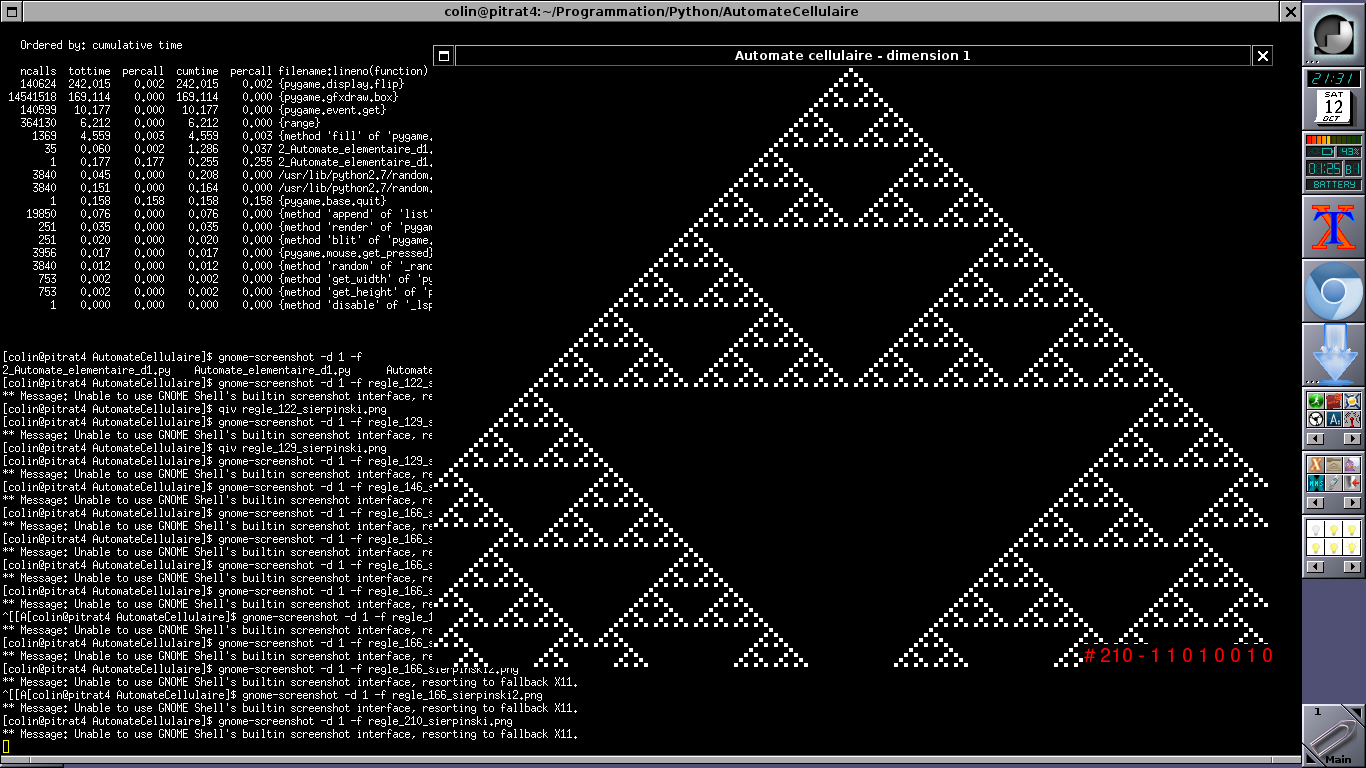 colin@pitrat4:~/Programmation/Python/AutomateCellulaire
Ordered by: cumulative time
ncalls tottime percall cumtime percall filename:lineno(function)
140624 242.015 0.002 242.015 0.002 {pygame.display.flip}
14541518 169.114 0.000 169.114 0.000 {pygame.gfxdraw.box}
140599 10.177 0.000 10.177 0.000 {pygame.event.get}
364130 6.212 0.000 6.212 0.000 {range}
1369 4.559 0.003 4.559 0.003 {method 'fill' of 'pygame.
35 0.060 0.002 1.286 0.037 2_Automate_elementaire_d1.
1 0.177 0.177 0.255 0.255 2_Automate_elementaire_d1.
3840 0.045 0.000 0.208 0.000 /usr/lib/python2.7/random.
3840 0.151 0.000 0.164 0.000 /usr/lib/python2.7/random.
1 0.158 0.158 0.158 0.158 {pygame.base.quit}
19850 0.076 0.000 0.076 0.000 {method 'append' of 'list'
251 0.035 0.000 0.035 0.000 {method 'render' of 'pygam
251 0.020 0.000 0.020 0.000 {method 'blit' of 'pygame.
3956 0.017 0.000 0.017 0.000 {pygame.mouse.get_pressed}
3840 0.012 0.000 0.012 0.000 {method 'random' of '_rand
753 0.002 0.000 0.002 0.000 {method 'get_width' of 'py
753 0.002 0.000 0.002 0.000 {method 'get_height' of 'p
1 0.000 0.000 0.000 0.000 {method 'disable' of '_lsp
[colin@pitrat4 AutomateCellulaire]$ gnome-screenshot -d 1 -f
2_Automate_elementaire_d1.py Automate_elementaire_d1.py Automate
[colin@pitrat4 AutomateCellulaire]$ gnome-screenshot -d 1 -f regle_122_s
** Message: Unable to use GNOME Shell's builtin screenshot interface, re
[colin@pitrat4 AutomateCellulaire]$ qiv regle_122_sierpinski.png
[colin@pitrat4 AutomateCellulaire]$ gnome-screenshot -d 1 -f regle_129_s
** Message: Unable to use GNOME Shell's builtin screenshot interface, re
[colin@pitrat4 AutomateCellulaire]$ qiv regle_129_sierpinski.png
[colin@pitrat4 AutomateCellulaire]$ gnome-screenshot -d 1 -f regle_129_s
** Message: Unable to use GNOME Shell's builtin screenshot interface, re
[colin@pitrat4 AutomateCellulaire]$ gnome-screenshot -d 1 -f regle_146_s
** Message: Unable to use GNOME Shell's builtin screenshot interface, re
[colin@pitrat4 AutomateCellulaire]$ gnome-screenshot -d 1 -f regle_166_s
** Message: Unable to use GNOME Shell's builtin screenshot interface, re
[colin@pitrat4 AutomateCellulaire]$ gnome-screenshot -d 1 -f regle_166_s
** Message: Unable to use GNOME Shell's builtin screenshot interface, re
[colin@pitrat4 AutomateCellulaire]$ gnome-screenshot -d 1 -f regle_166_s
** Message: Unable to use GNOME Shell's builtin screenshot interface, re
[colin@pitrat4 AutomateCellulaire]$ gnome-screenshot -d 1 -f regle_166_s
** Message: Unable to use GNOME Shell's builtin screenshot interface, re
^[[A[colin@pitrat4 AutomateCellulaire]$ gnome-screenshot -d 1 -f regle_1
** Message: Unable to use GNOME Shell's builtin screenshot interface, re
[colin@pitrat4 AutomateCellulaire]$ gnome-screenshot -d 1 -f regle_166_s
** Message: Unable to use GNOME Shell's builtin screenshot interface, re
[colin@pitrat4 AutomateCellulaire]$ gnome-screenshot -d 1 -f regle_166_sierpinski2.png
** Message: Unable to use GNOME Shell's builtin screenshot interface, resorting to fallback X11.
^[[A[colin@pitrat4 AutomateCellulaire]$ gnome-screenshot -d 1 -f regle_166_sierpinski2.png
** Message: Unable to use GNOME Shell's builtin screenshot interface, resorting to fallback X11.
[colin@pitrat4 AutomateCellulaire]$ gnome-screenshot -d 1 -f regle_210_sierpinski.png
** Message: Unable to use GNOME Shell's builtin screenshot interface, resorting to fallback X11.
Automate cellulaire - dimension 1
# 210 - 1 1 0 1 0 0 1 0
21:31
SAT
12
OCT
43%
01:25
BATTERY
X
1
Main